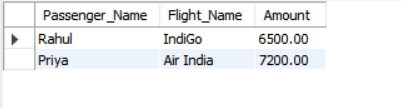 Passenger_Name Flight_Name Amount
Rahul IndiGo 6500.00
Priya Air India 7200.00